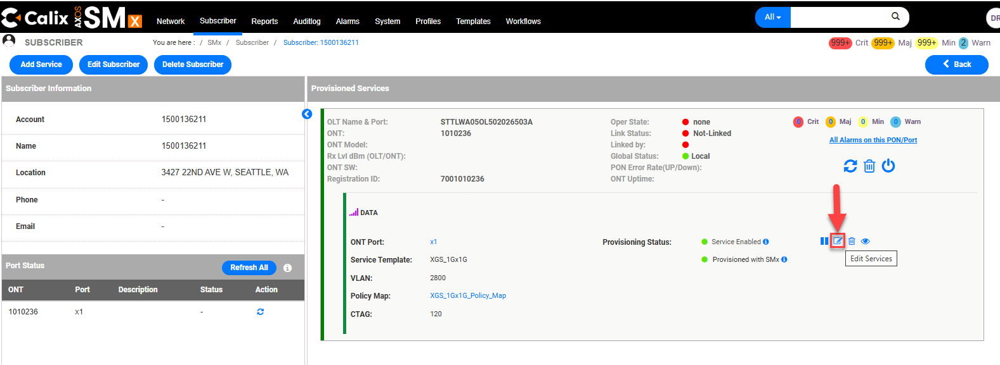 Calix AXOS SMx
Network Subscriber Reports Auditlog Alarms System Profiles Templates Workflows
All
DR
SUBSCRIBER
You are here : / SMx / Subscriber / Subscriber: 1500136211
999+ Crit 999+ Maj 999+ Min 2 Warn
Add Service Edit Subscriber Delete Subscriber
Back
Subscriber Information
Account 1500136211
Name 1500136211
Location 3427 22ND AVE W, SEATTLE, WA
Phone -
Email -
Port Status Refresh All
ONT Port Description Status Action
1010236 x1 -
Provisioned Services
OLT Name & Port: STTLWA05OL502026503A Oper State: none 0 Crit 0 Maj 0 Min 0 Warn
ONT: 1010236 Link Status: Not-Linked
All Alarms on this PON/Port
ONT Model: Linked by:
Rx Lvl dBm (OLT/ONT): Global Status: Local
ONT SW: PON Error Rate(UP/Down):
Registration ID: 7001010236 ONT Uptime:
DATA
ONT Port: x1 Provisioning Status: Service Enabled
Service Template: XGS_1Gx1G Provisioned with SMx
Edit Services
VLAN: 2800
Policy Map: XGS_1Gx1G_Policy_Map
CTAG: 120